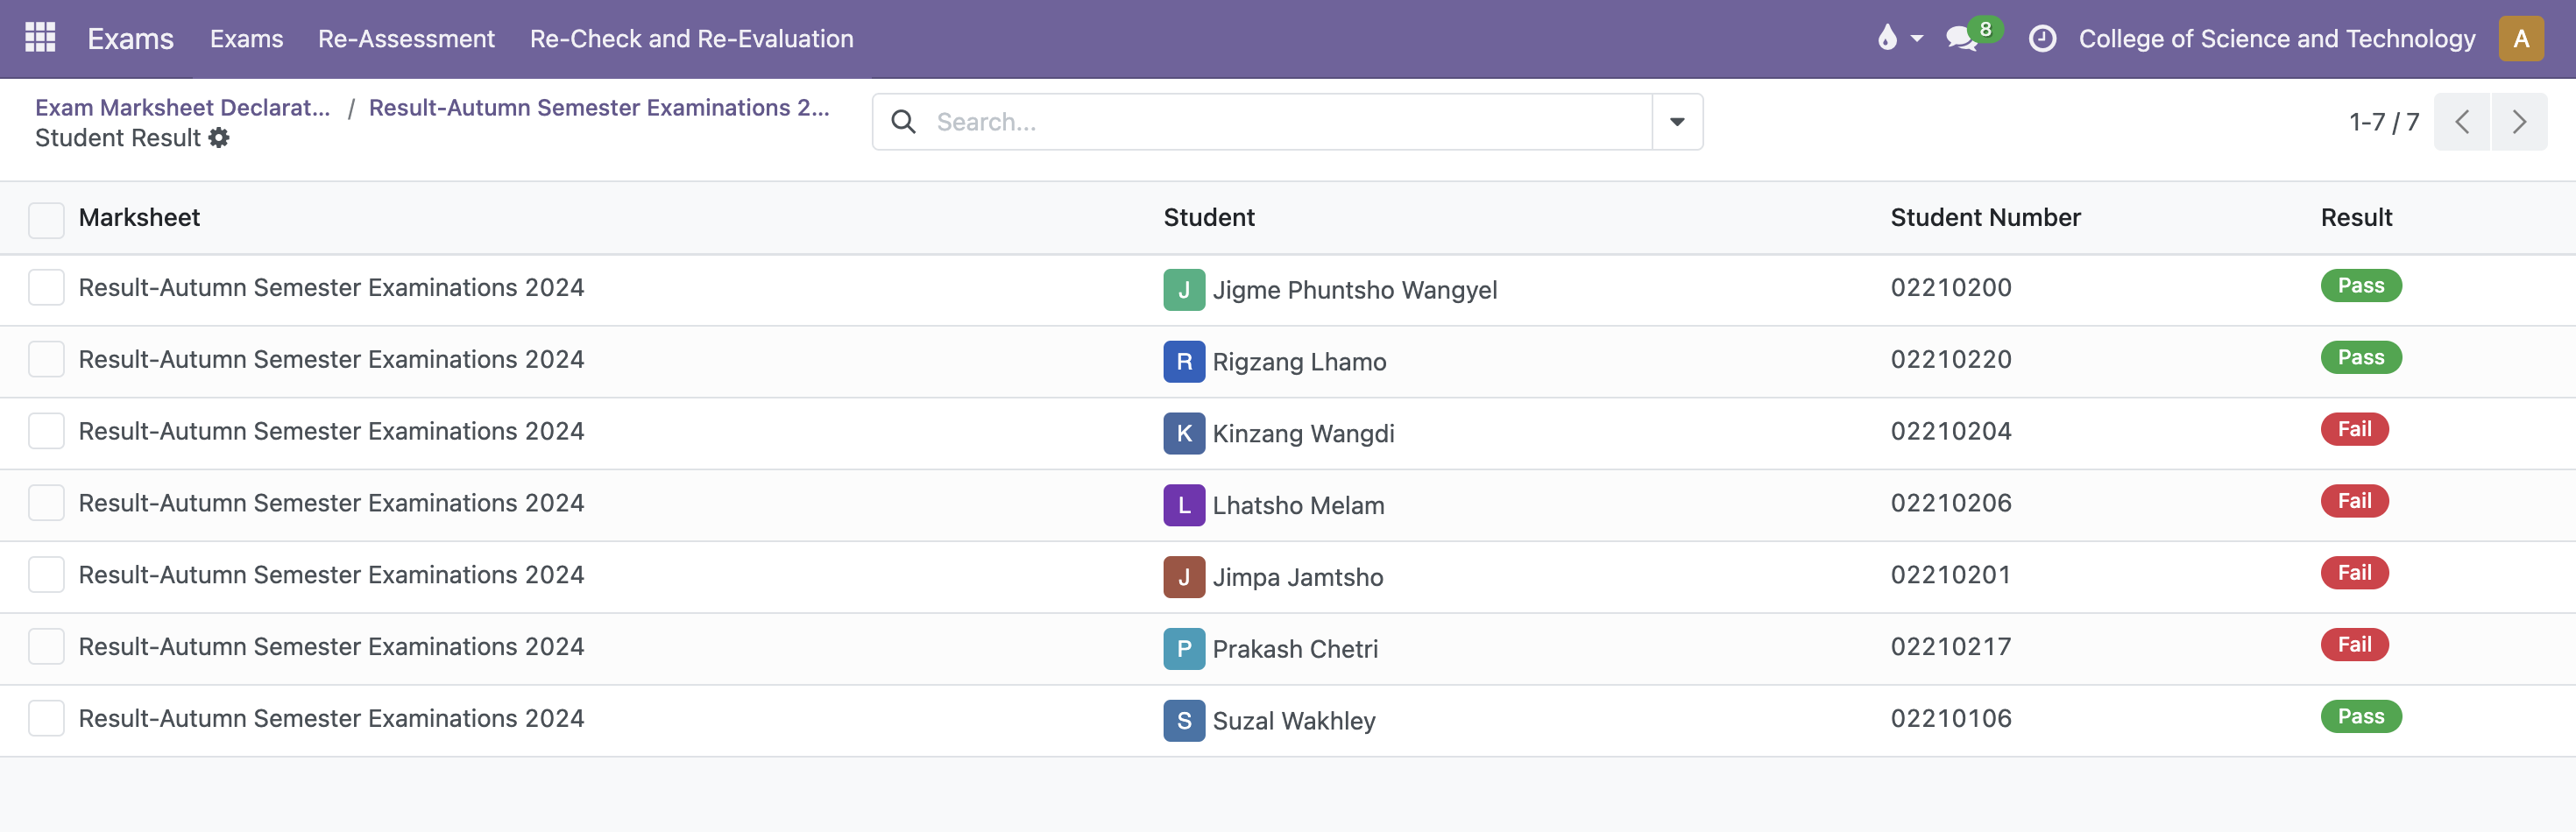 Exams Exams Re-Assessment Re-Check and Re-Evaluation 8 College of Science and Technology A
Exam Marksheet Declarat... / Result-Autumn Semester Examinations 2...
Student Result
Search...
1-7 / 7
Marksheet Student Student Number Result
Result-Autumn Semester Examinations 2024 J Jigme Phuntsho Wangyel 02210200 Pass
Result-Autumn Semester Examinations 2024 R Rigzang Lhamo 02210220 Pass
Result-Autumn Semester Examinations 2024 K Kinzang Wangdi 02210204 Fail
Result-Autumn Semester Examinations 2024 L Lhatsho Melam 02210206 Fail
Result-Autumn Semester Examinations 2024 J Jimpa Jamtsho 02210201 Fail
Result-Autumn Semester Examinations 2024 P Prakash Chetri 02210217 Fail
Result-Autumn Semester Examinations 2024 S Suzal Wakhley 02210106 Pass